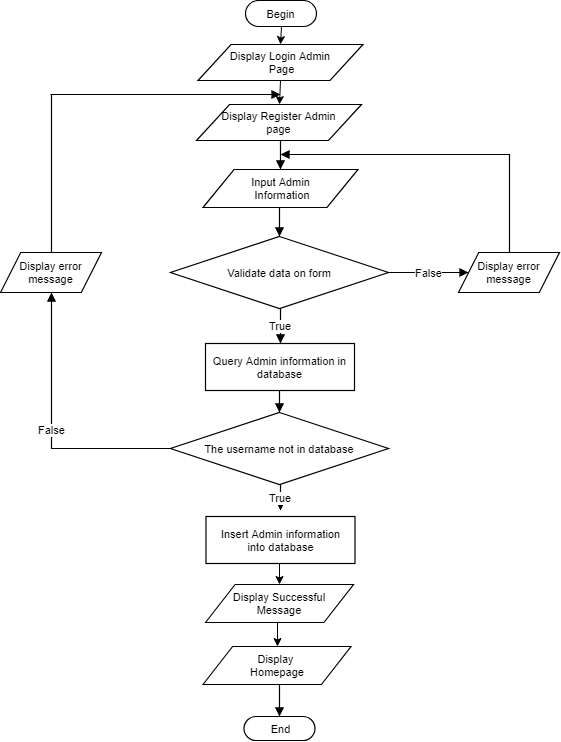 Begin
Display Login Admin
Page
Display Register Admin
page
Input Admin
Information
Display error
message
Validate data on form
False
Display error
message
True
Query Admin information in
database
False
The username not in database
True
Insert Admin information
into database
Display Successful
Message
Display
Homepage
End